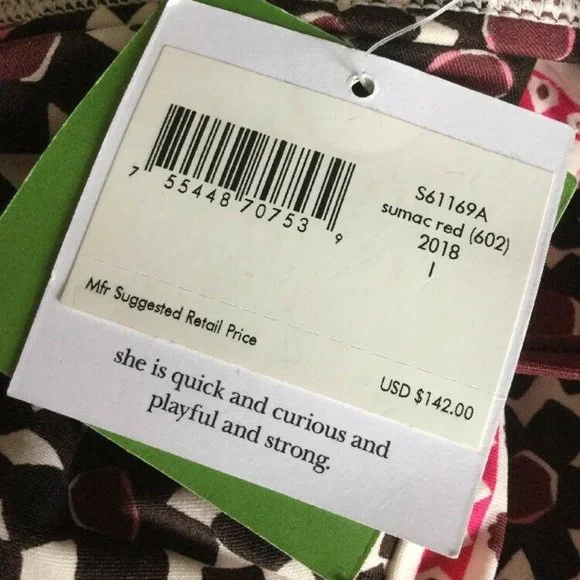 7 55448 70753 9
S61169A
sumac red (602)
2018
I
Mfr Suggested Retail Price
USD $142.00
she is quick and curious and
playful and strong.